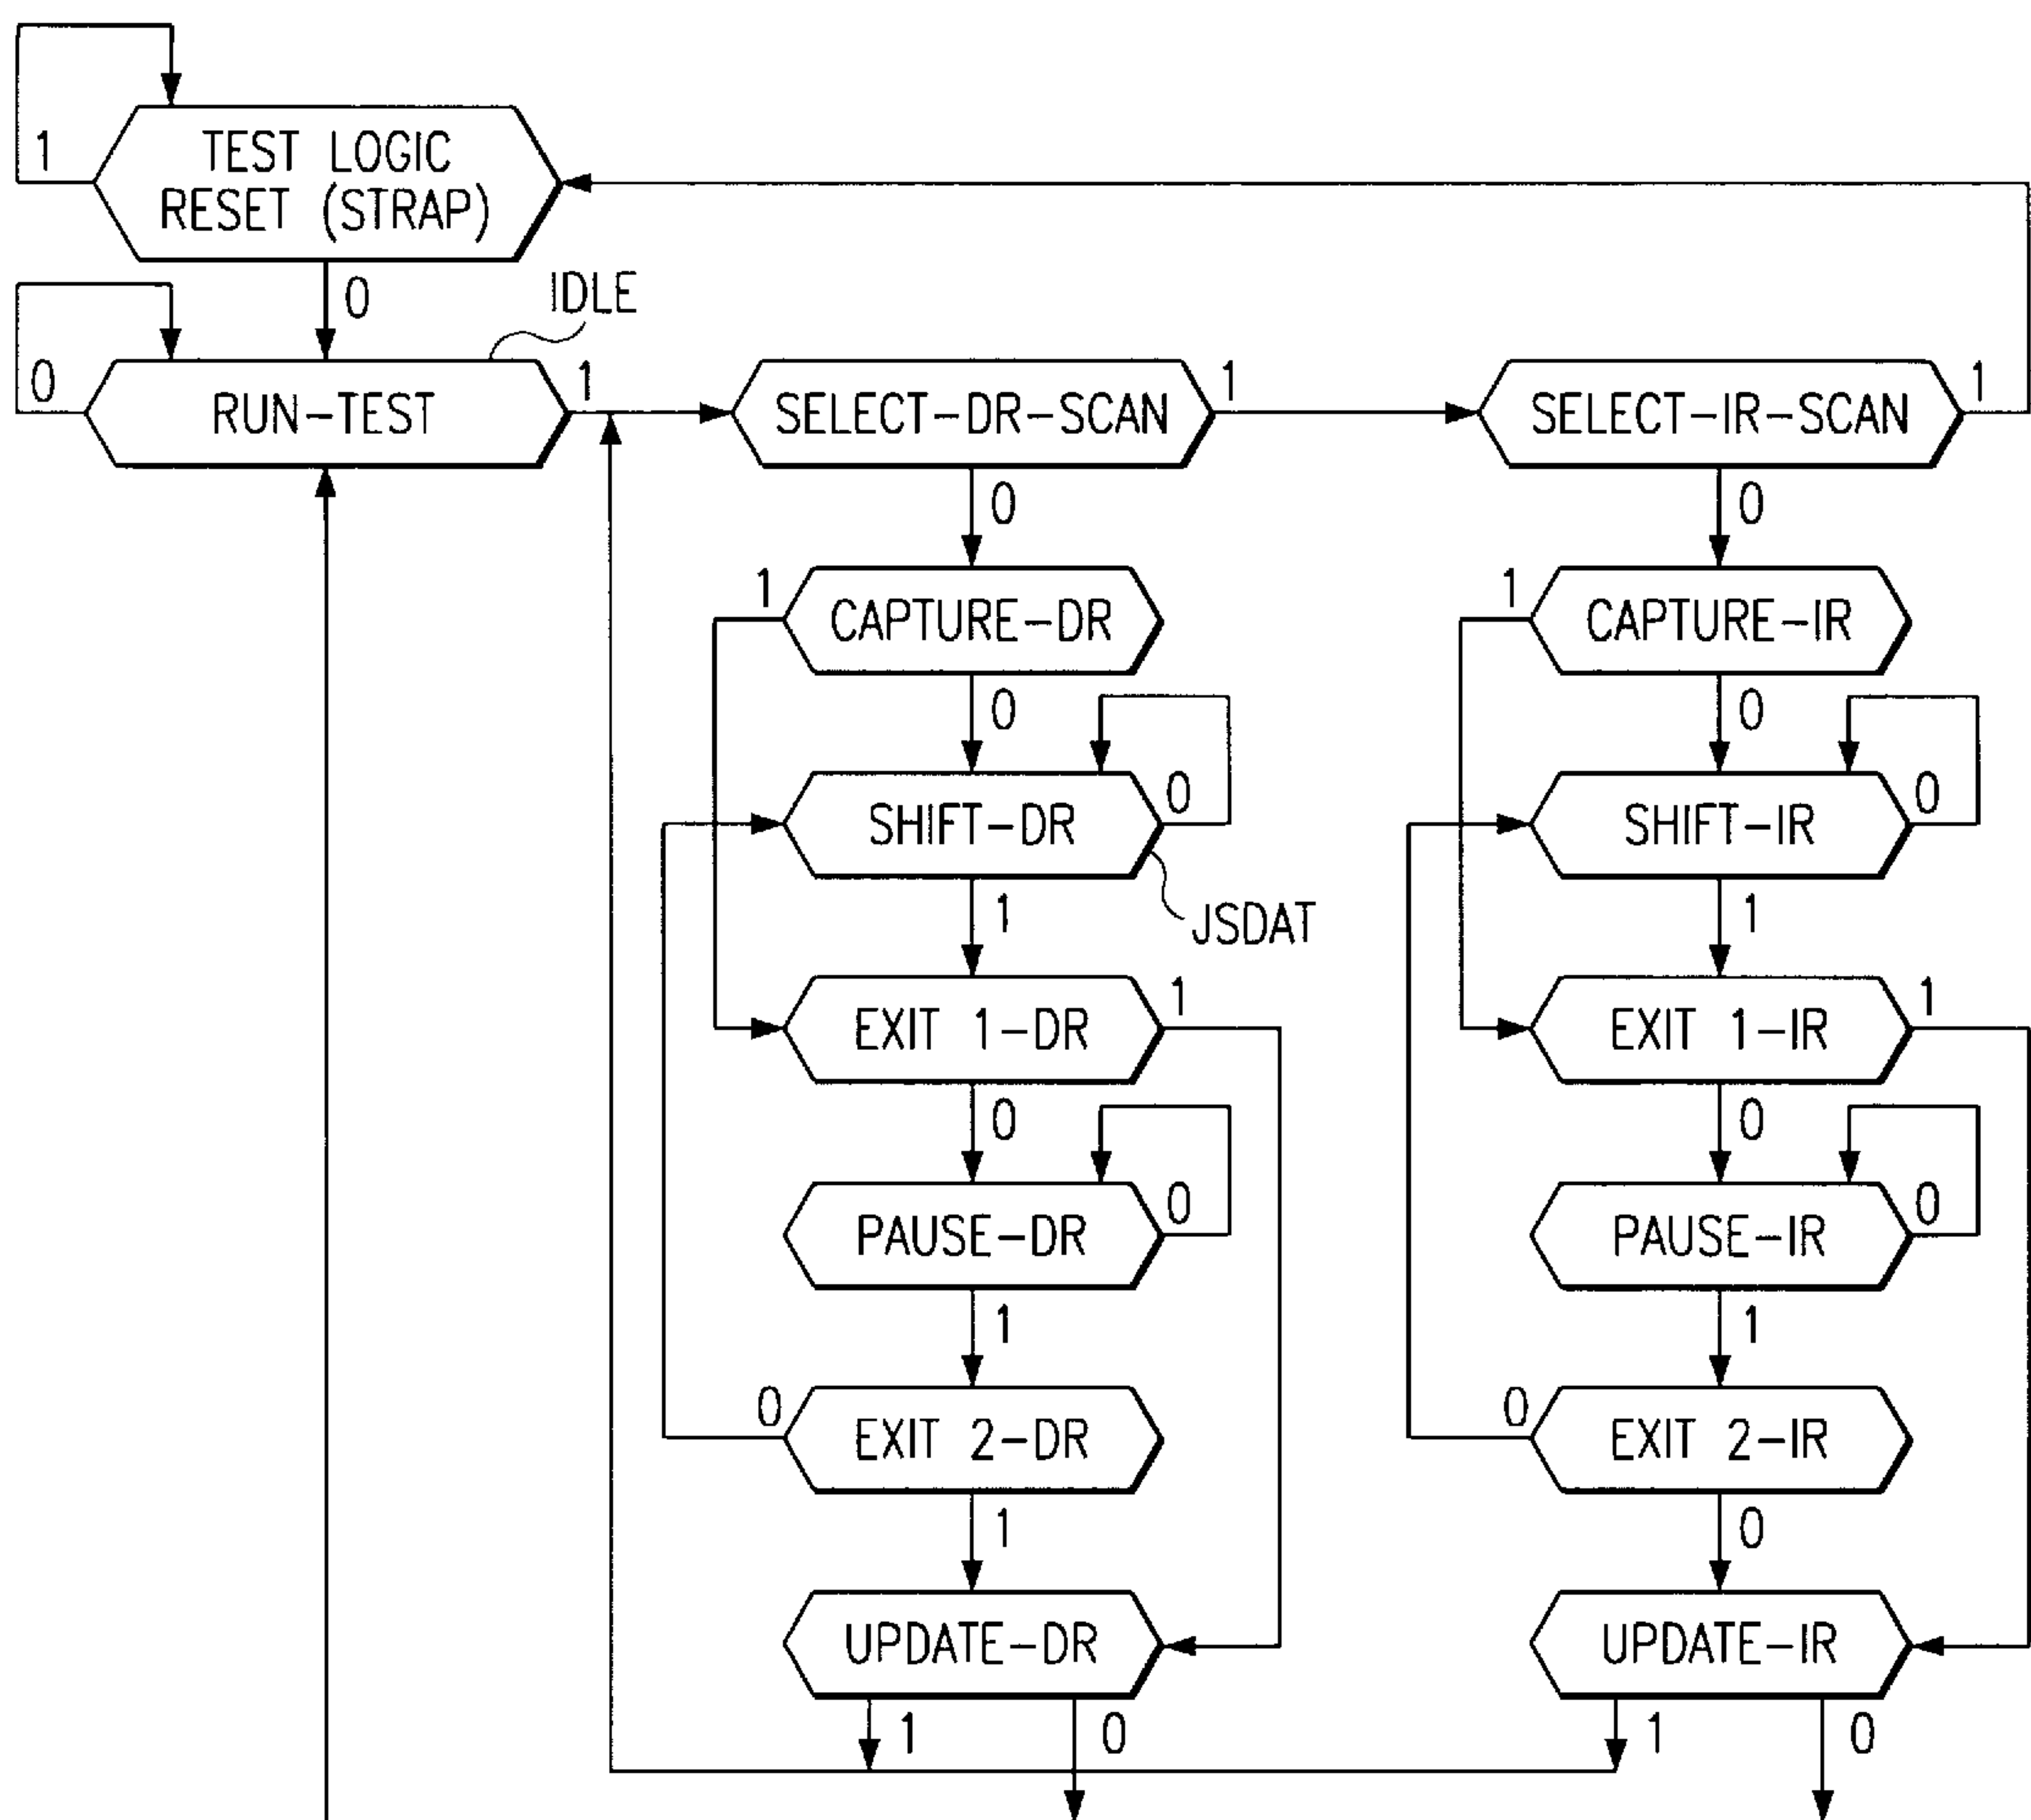 1
TEST LOGIC
RESET (STRAP)
0
IDLE
0
RUN-TEST
1
SELECT-DR-SCAN
1
SELECT-IR-SCAN
1
0
0
1
CAPTURE-DR
1
CAPTURE-IR
0
0
SHIFT-DR
0
SHIFT-IR
0
JSDAT
1
1
EXIT 1-DR
1
EXIT 1-IR
1
0
0
PAUSE-DR
0
PAUSE-IR
0
1
1
0
EXIT 2-DR
0
EXIT 2-IR
1
0
UPDATE-DR
UPDATE-IR
1
0
1
0